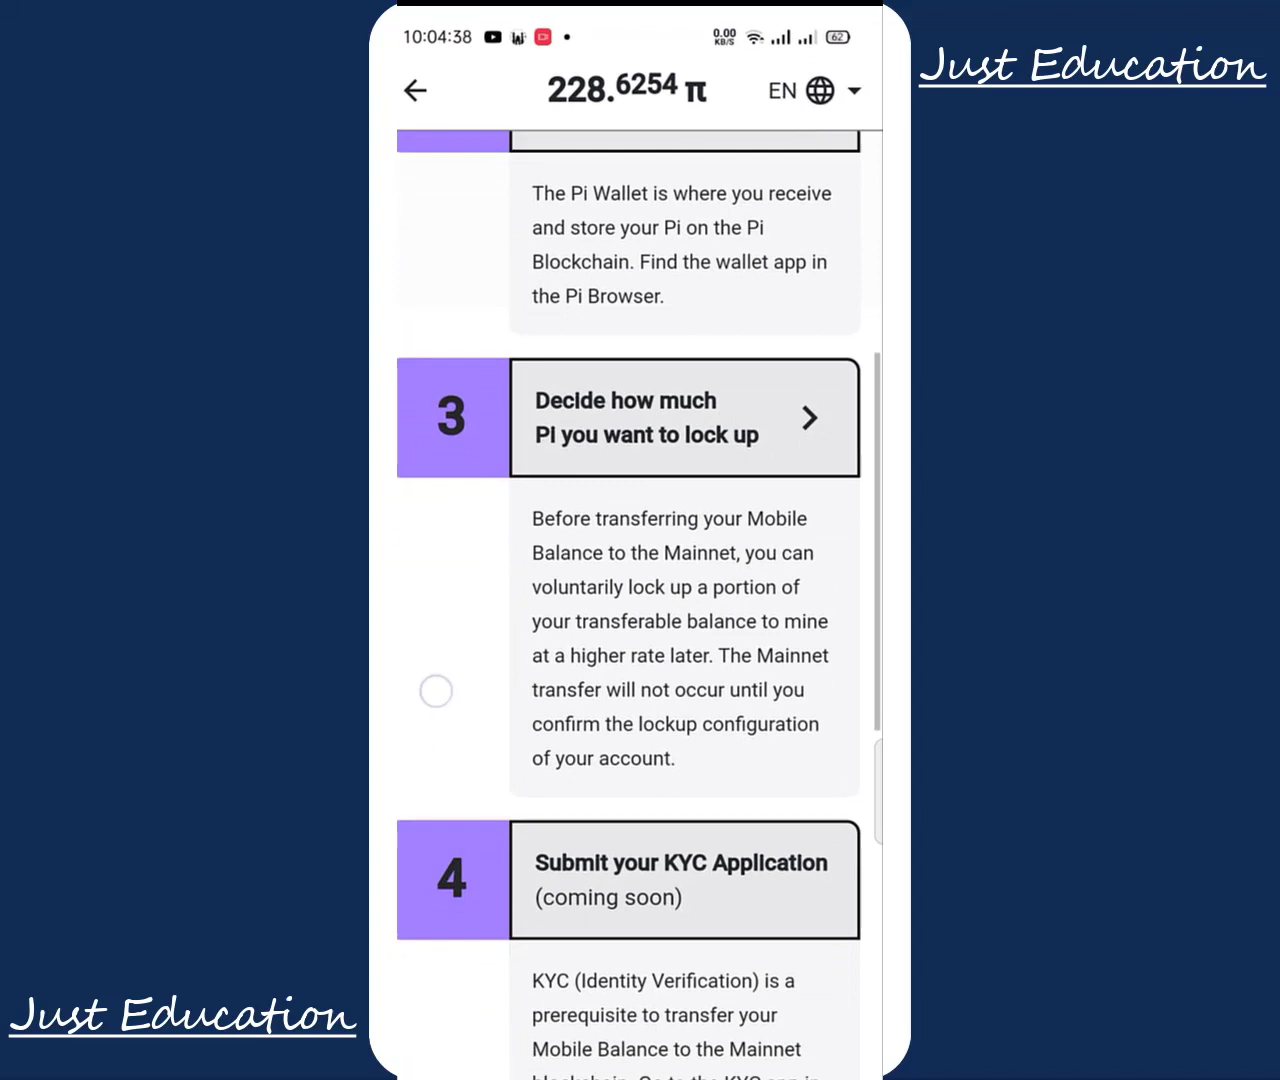 10:04:38
0.00
KB/S
62
Just Education
228.6254 π
EN
The Pi Wallet is where you receive
and store your Pi on the Pi
Blockchain. Find the wallet app in
the Pi Browser.
3
Decide how much
Pi you want to lock up
Before transferring your Mobile
Balance to the Mainnet, you can
voluntarily lock up a portion of
your transferable balance to mine
at a higher rate later. The Mainnet
transfer will not occur until you
confirm the lockup configuration
of your account.
4
Submit your KYC Application
(coming soon)
KYC (Identity Verification) is a
prerequisite to transfer your
Mobile Balance to the Mainnet
Just Education